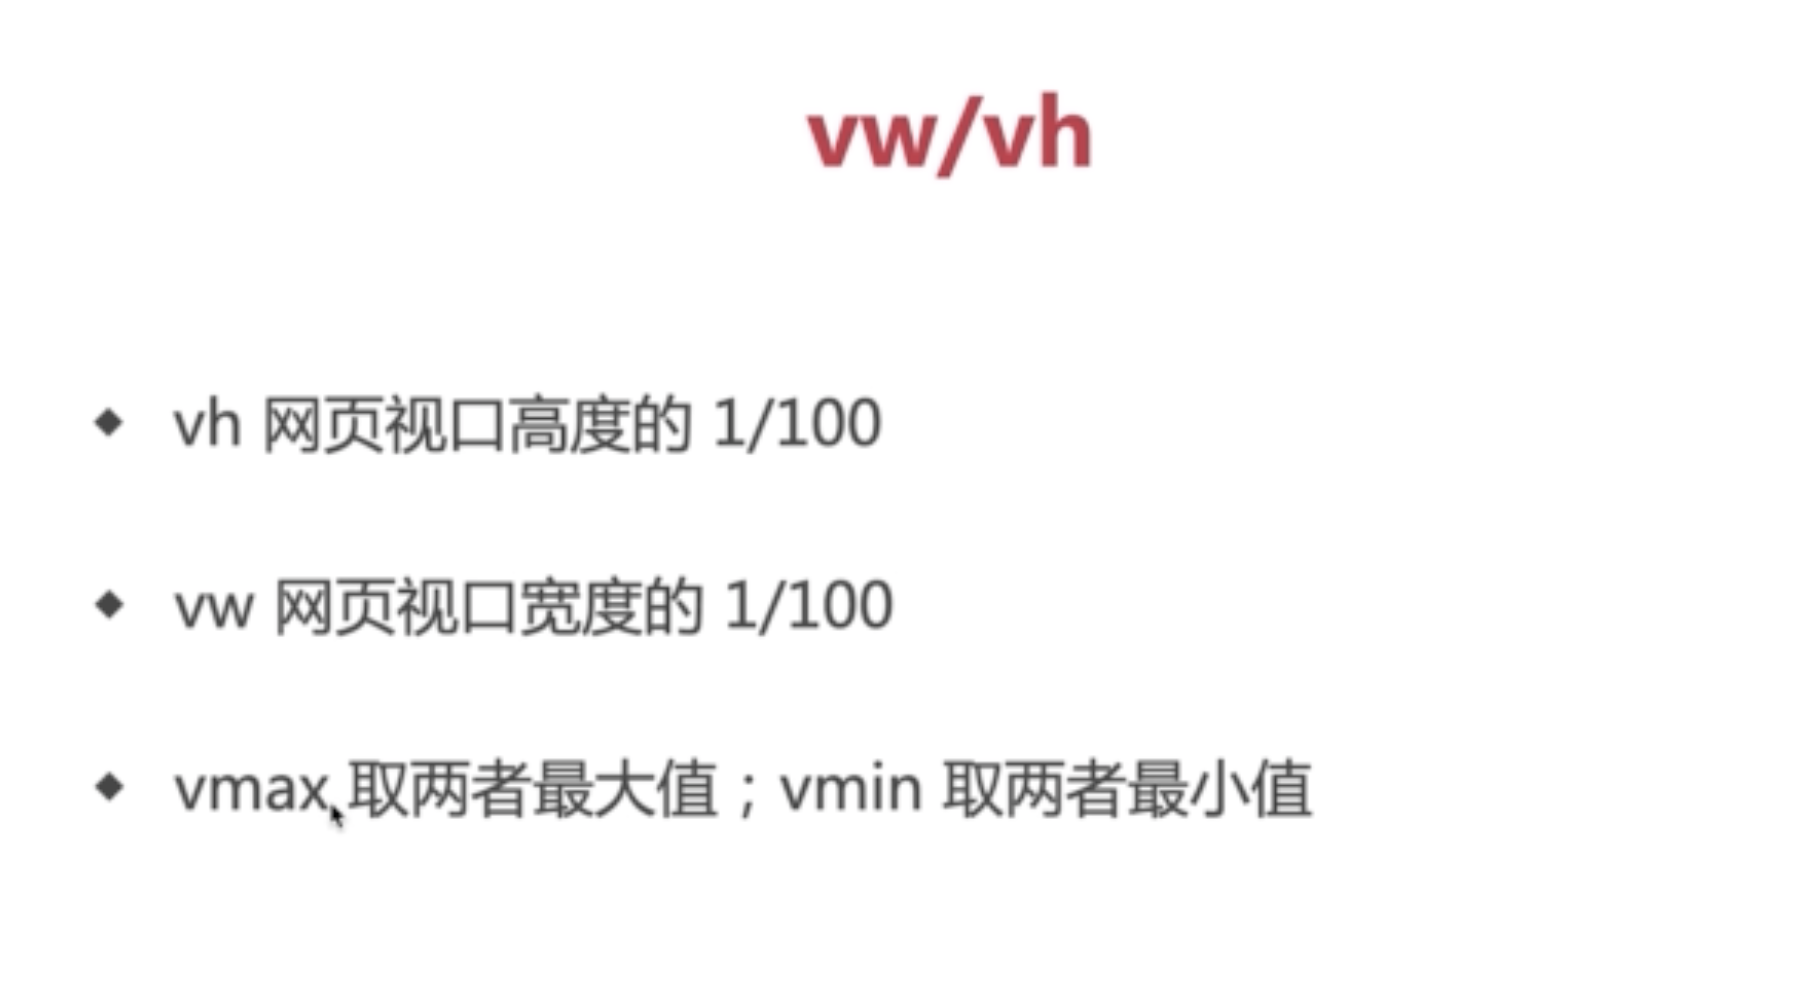 vw/vh
◆ vh 网页视口高度的 1/100
◆ vw 网页视口宽度的 1/100
◆ vmax 取两者最大值；vmin 取两者最小值